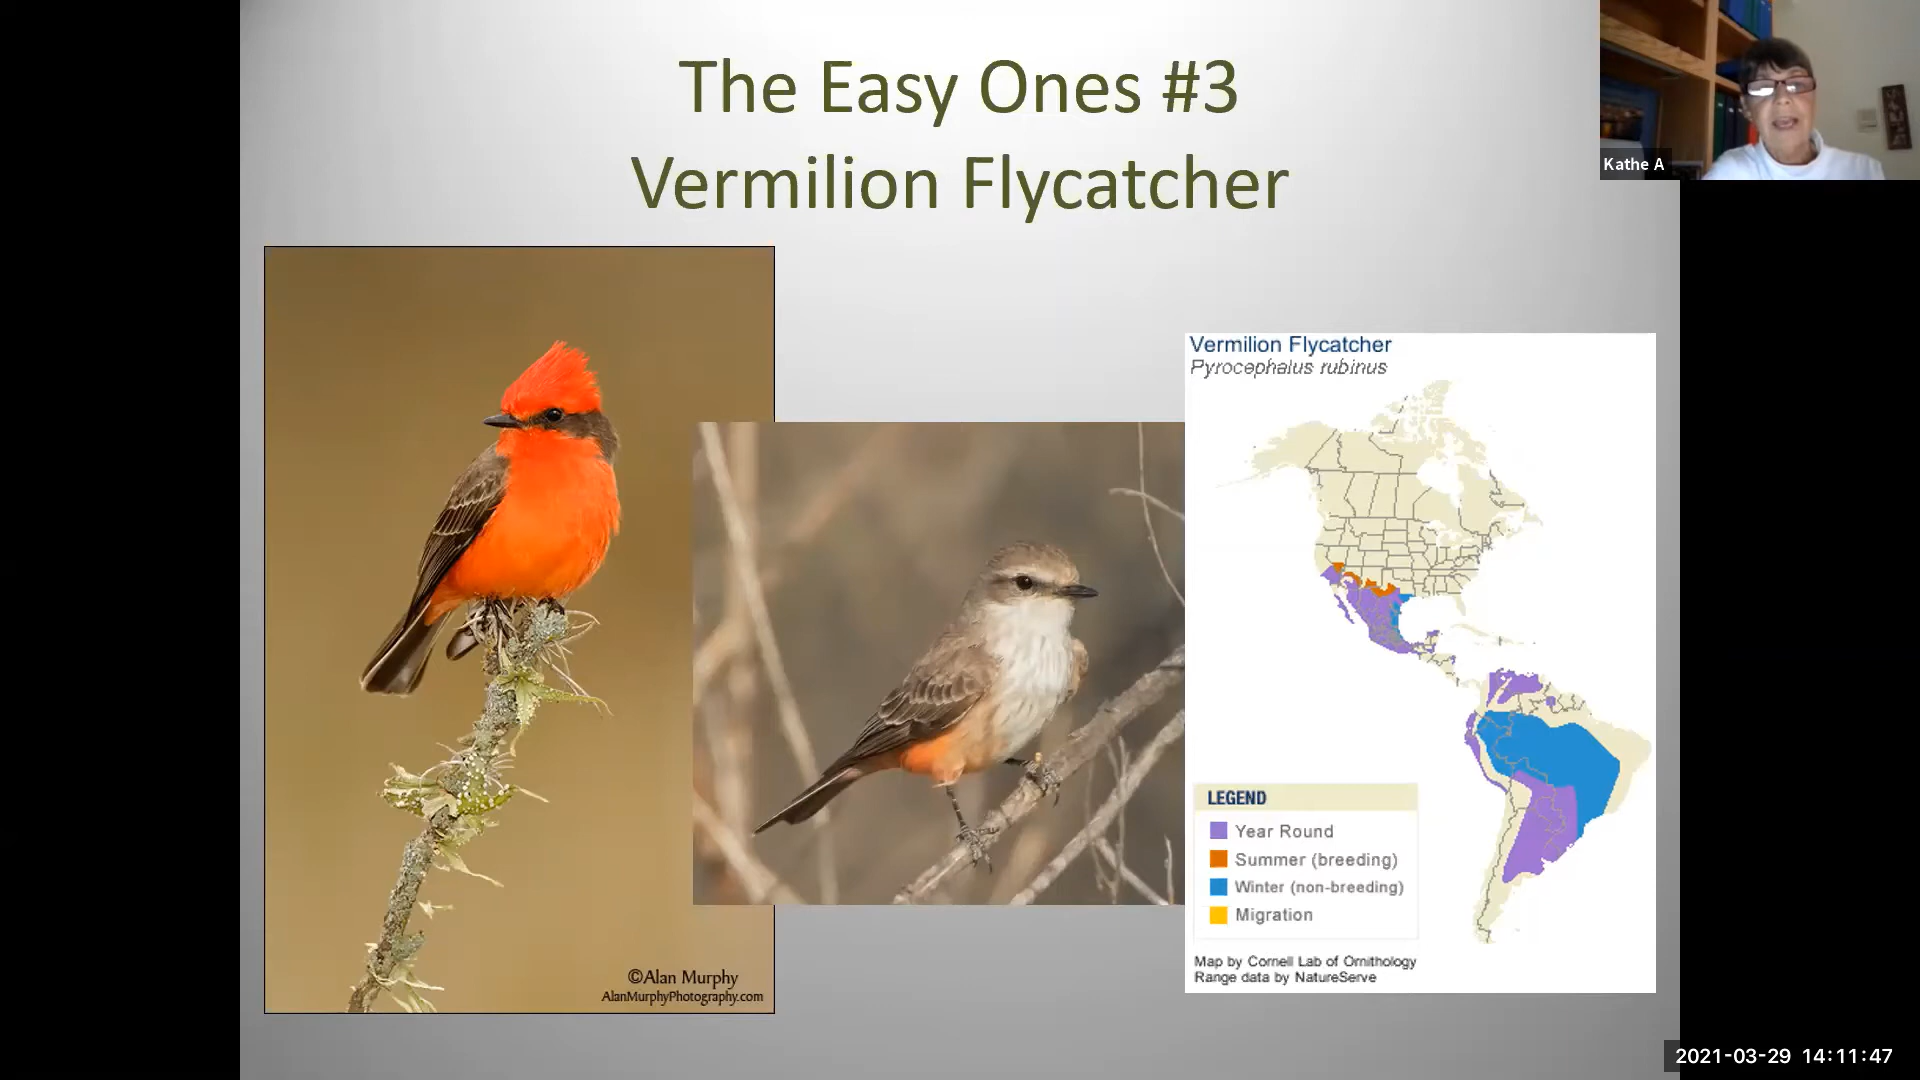 The Easy Ones #3
Vermilion Flycatcher
Kathe A
©Alan Murphy
AlanMurphyPhotography.com
Vermilion Flycatcher
Pyrocephalus rubinus
LEGEND
Year Round
Summer (breeding)
Winter (non-breeding)
Migration
Map by Cornell Lab of Ornithology
Range data by NatureServe
2021-03-29 14:11:47